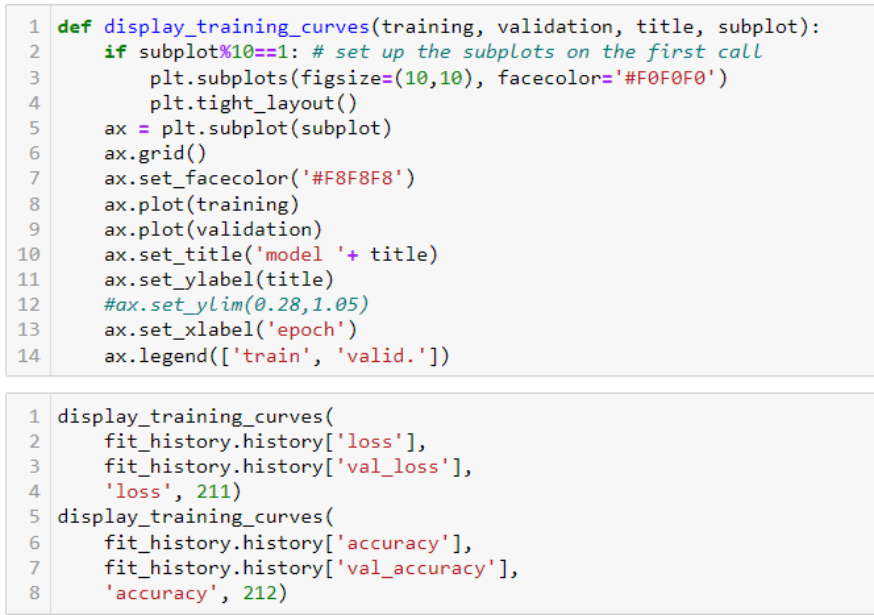 1 def display_training_curves(training, validation, title, subplot):
2     if subplot%10==1: # set up the subplots on the first call
3         plt.subplots(figsize=(10,10), facecolor='#F0F0F0')
4         plt.tight_layout()
5     ax = plt.subplot(subplot)
6     ax.grid()
7     ax.set_facecolor('#F8F8F8')
8     ax.plot(training)
9     ax.plot(validation)
10     ax.set_title('model '+ title)
11     ax.set_ylabel(title)
12     #ax.set_ylim(0.28,1.05)
13     ax.set_xlabel('epoch')
14     ax.legend(['train', 'valid.'])
1 display_training_curves(
2     fit_history.history['loss'],
3     fit_history.history['val_loss'],
4     'loss', 211)
5 display_training_curves(
6     fit_history.history['accuracy'],
7     fit_history.history['val_accuracy'],
8     'accuracy', 212)